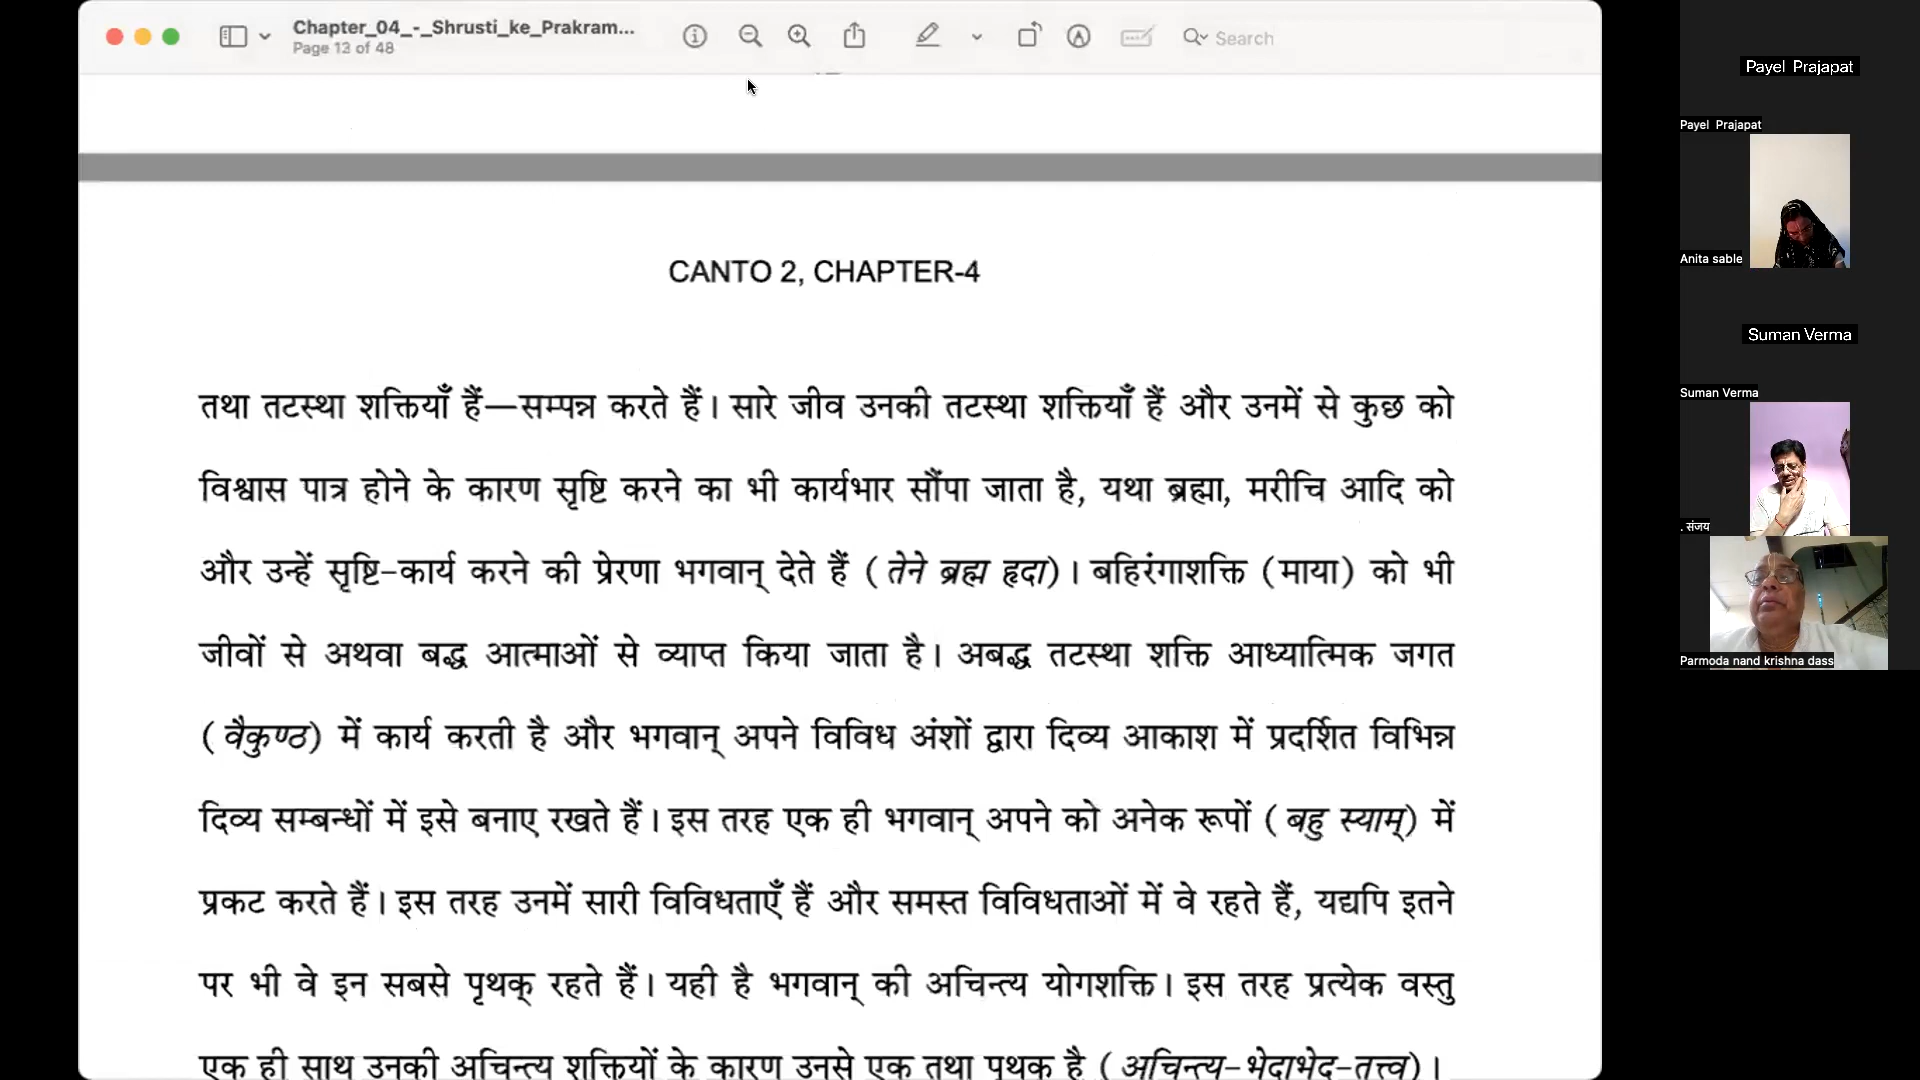 Chapter_04_-_Shrusti_ke_Prakram...
Page 13 of 48
Search
CANTO 2, CHAPTER-4
तथा तटस्था शक्तियाँ हैं—सम्पन्न करते हैं। सारे जीव उनकी तटस्था शक्तियाँ हैं और उनमें से कुछ को
विश्वास पात्र होने के कारण सृष्टि करने का भी कार्यभार सौंपा जाता है, यथा ब्रह्मा, मरीचि आदि को
और उन्हें सृष्टि-कार्य करने की प्रेरणा भगवान् देते हैं (तेने ब्रह्म हृदा)। बहिरंगाशक्ति (माया) को भी
जीवों से अथवा बद्ध आत्माओं से व्याप्त किया जाता है। अबद्ध तटस्था शक्ति आध्यात्मिक जगत
(वैकुण्ठ) में कार्य करती है और भगवान् अपने विविध अंशों द्वारा दिव्य आकाश में प्रदर्शित विभिन्न
दिव्य सम्बन्धों में इसे बनाए रखते हैं। इस तरह एक ही भगवान् अपने को अनेक रूपों (बहु स्याम्) में
प्रकट करते हैं। इस तरह उनमें सारी विविधताएँ हैं और समस्त विविधताओं में वे रहते हैं, यद्यपि इतने
पर भी वे इन सबसे पृथक् रहते हैं। यही है भगवान् की अचिन्त्य योगशक्ति। इस तरह प्रत्येक वस्तु
एक ही साथ उनकी अचिन्त्य शक्तियों के कारण उनसे एक तथा पृथक है (अचिन्त्य-भेदाभेद-तत्त्व)।
Payel Prajapat
Payel Prajapat
Anita sable
Suman Verma
Suman Verma
. संजय
Parmoda nand krishna dass